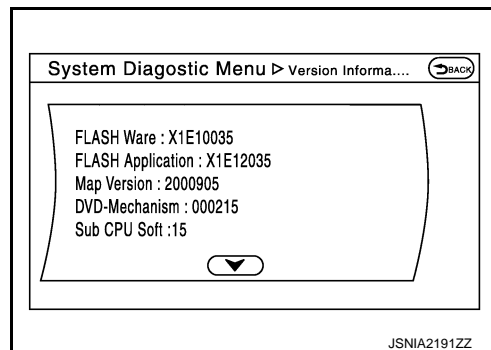 System Diagostic Menu ▷ Version Informa....
BACK
FLASH Ware : X1E10035
FLASH Application : X1E12035
Map Version : 2000905
DVD-Mechanism : 000215
Sub CPU Soft :15
JSNIA2191ZZ